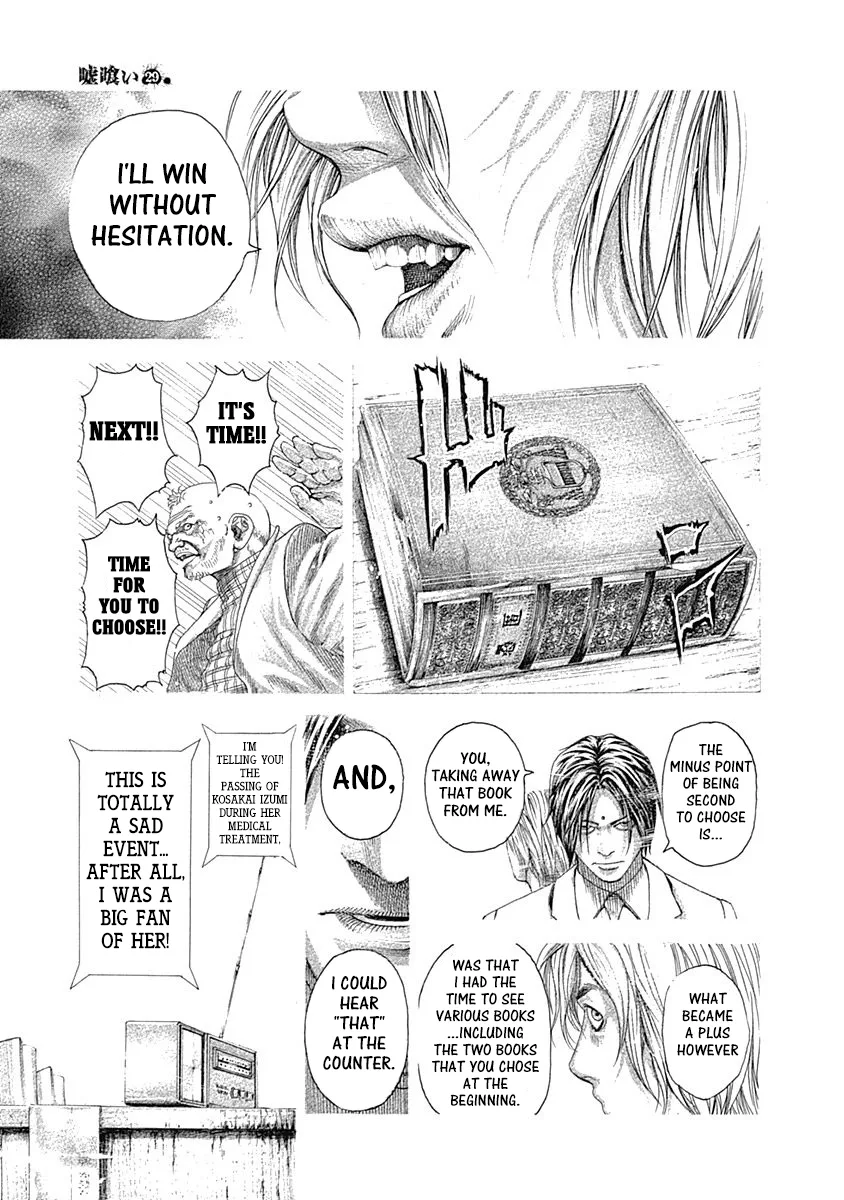 嘘喰い 29
I'LL WIN
WITHOUT
HESITATION.
ドン
IT'S
TIME!!
NEXT!!
TIME
FOR
YOU TO
CHOOSE!!
THE
MINUS POINT
OF BEING
SECOND
TO CHOOSE
IS...
YOU,
TAKING AWAY
THAT BOOK
FROM ME.
WHAT
BECAME
A PLUS
HOWEVER
WAS THAT
I HAD THE
TIME TO SEE
VARIOUS BOOKS
...INCLUDING
THE TWO BOOKS
THAT YOU CHOSE
AT THE
BEGINNING.
AND,
I COULD
HEAR
"THAT"
AT THE
COUNTER.
I'M
TELLING YOU!
THE
PASSING OF
KOSAKAI IZUMI
DURING HER
MEDICAL
TREATMENT,
THIS IS
TOTALLY
A SAD
EVENT...
AFTER ALL,
I WAS A
BIG FAN
OF HER!